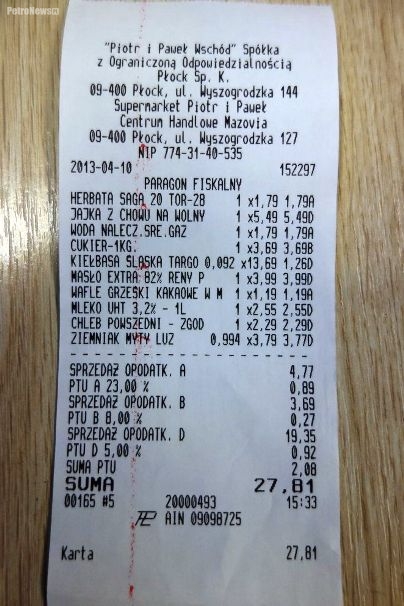 PetroNews
"Piotr i Paweł Wschód" Spółka
z Ograniczoną Odpowiedzialnością
Płock Sp. K.
09-400 Płock, ul. Wyszogrodzka 144
Supermarket Piotr i Paweł
Centrum Handlowe Mazovia
09-400 Płock, ul. Wyszogrodzka 127
NIP 774-31-40-535
2013-04-10 152297
PARAGON FISKALNY
HERBATA SAGA 20 TOR-2B 1 x1,79 1,79A
JAJKA Z CHOWU NA WOLNY 1 x5,49 5,49D
WODA NAŁECZ.ŚRE.GAZ 1 x1,79 1,79A
CUKIER-1KG. 1 x3,69 3,69B
KIEŁBASA ŚLĄSKA TARGO 0,092 x13,69 1,26D
MASŁO EXTRA 82% RENY P 1 x3,99 3,99D
WAFLE GRZEŚKI KAKAOWE W M 1 x1,19 1,19A
MLEKO UHT 3,2% - 1L 1 x2,55 2,55D
CHLEB POWSZEDNI - ZGOD 1 x2,29 2,29D
ZIEMNIAK MYTY LUZ 0,994 x3,79 3,77D
SPRZEDAŻ OPODATK. A 4,77
PTU A 23,00 % 0,89
SPRZEDAŻ OPODATK. B 3,69
PTU B 8,00 % 0,27
SPRZEDAŻ OPODATK. D 19,35
PTU D 5,00 % 0,92
SUMA PTU 2,08
SUMA 27,81
00165 #5 20000493 15:33
AIN 09098725
Karta 27,81